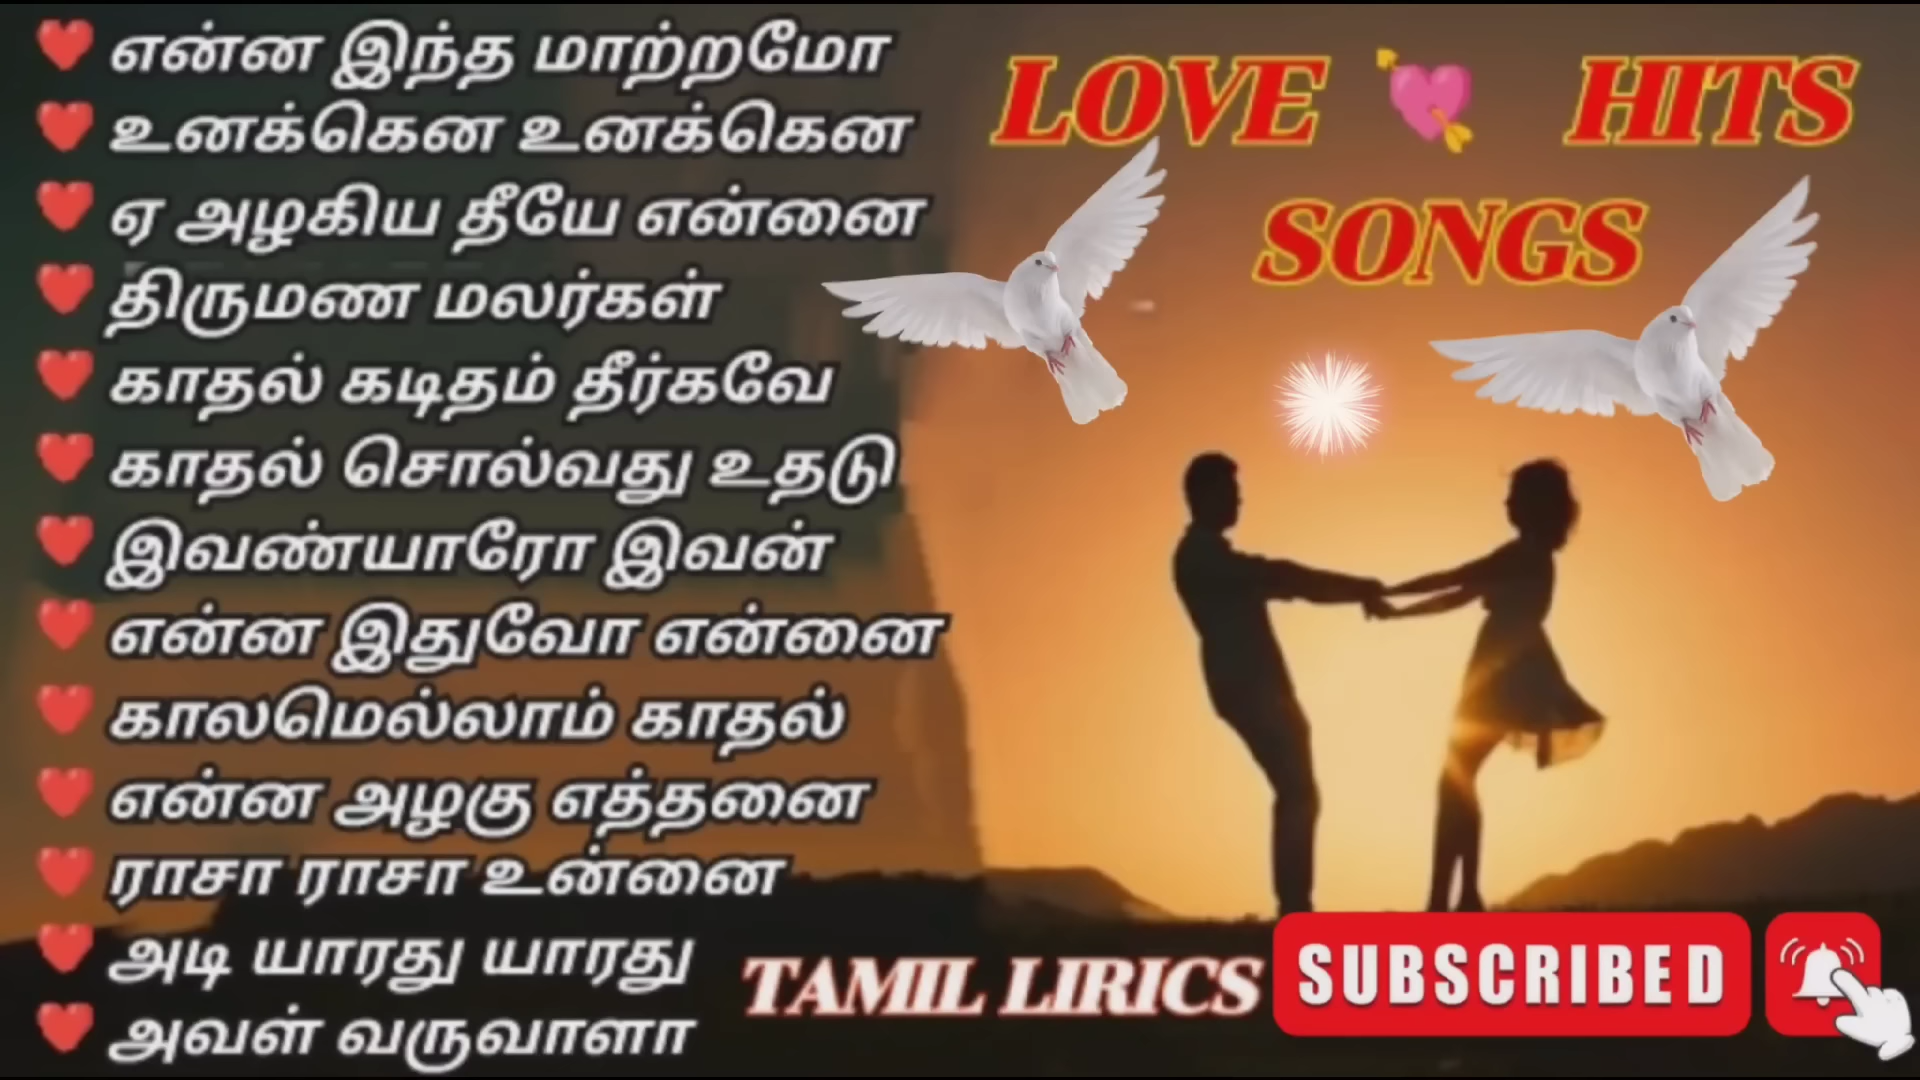 என்ன இந்த மாற்றமோ
உனக்கென உனக்கென
ஏ அழகிய தீயே என்னை
திருமண மலர்கள்
காதல் கடிதம் தீர்கவே
காதல் சொல்வது உதடு
இவண்யாரோ இவன்
என்ன இதுவோ என்னை
காலமெல்லாம் காதல்
என்ன அழகு எத்தனை
ராசா ராசா உன்னை
அடி யாரது யாரது
அவள் வருவாளா
LOVE HITS
SONGS
TAMIL LIRICS
SUBSCRIBED